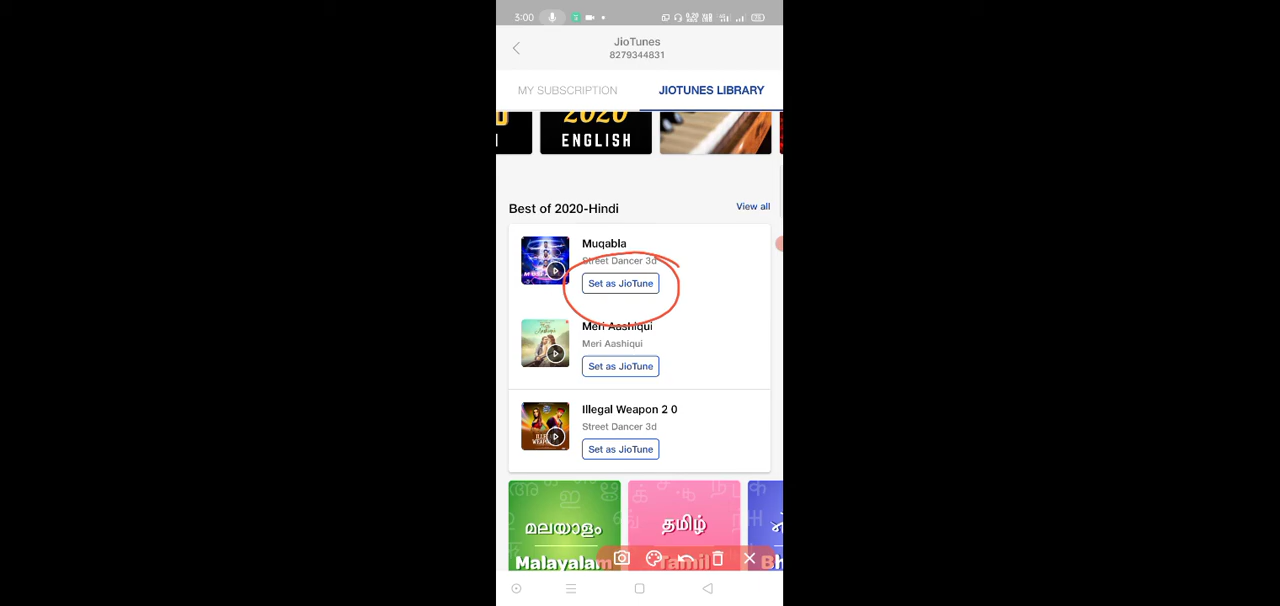 3:00
JioTunes
8279344831
MY SUBSCRIPTION
JIOTUNES LIBRARY
2020
ENGLISH
Best of 2020-Hindi
View all
Muqabla
Street Dancer 3d
Set as JioTune
Meri Aashiqui
Meri Aashiqui
Set as JioTune
Illegal Weapon 2 0
Street Dancer 3d
Set as JioTune
മലയാളം
Malayalam
தமிழ்
Tamil
Bh